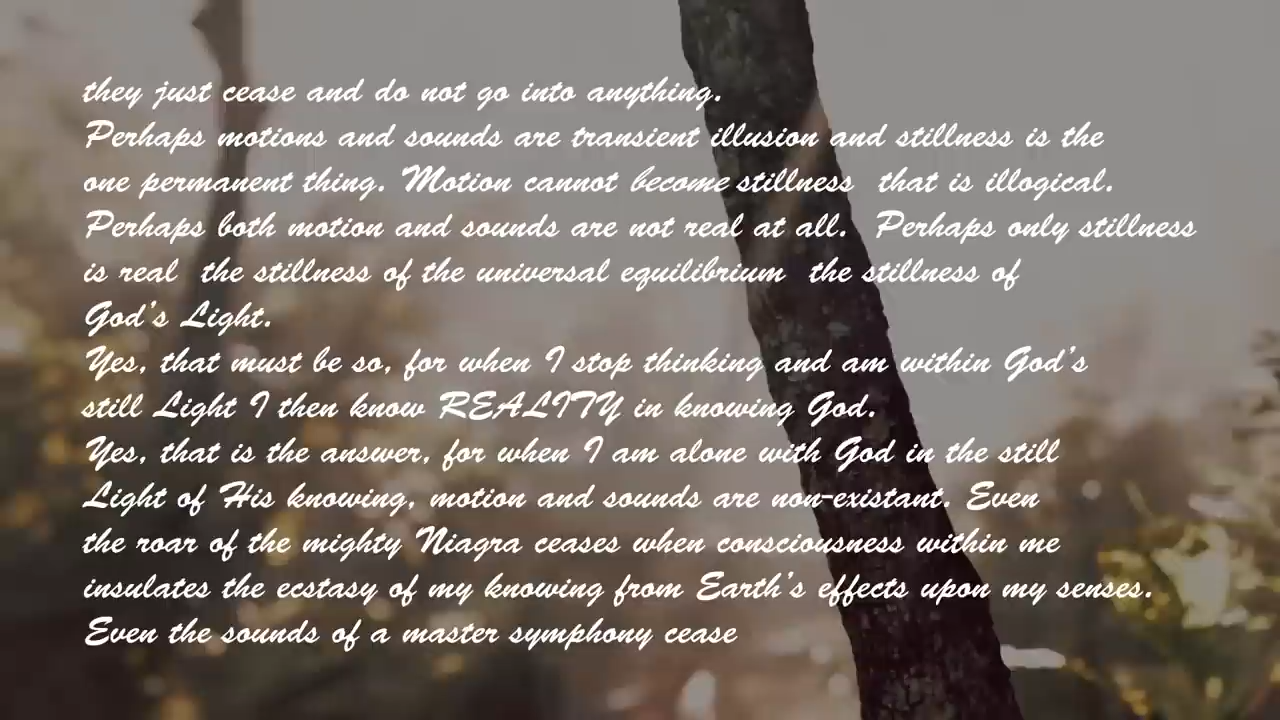 they just cease and do not go into anything.
Perhaps motions and sounds are transient illusion and stillness is the
one permanent thing. Motion cannot become stillness  that is illogical.
Perhaps both motion and sounds are not real at all.  Perhaps only stillness
is real  the stillness of the universal equilibrium  the stillness of
God's Light.
Yes, that must be so, for when I stop thinking and am within God's
still Light I then know REALITY in knowing God.
Yes, that is the answer, for when I am alone with God in the still
Light of His knowing, motion and sounds are non-existant. Even
the roar of the mighty Niagra ceases when consciousness within me
insulates the ecstasy of my knowing from Earth's effects upon my senses.
Even the sounds of a master symphony cease